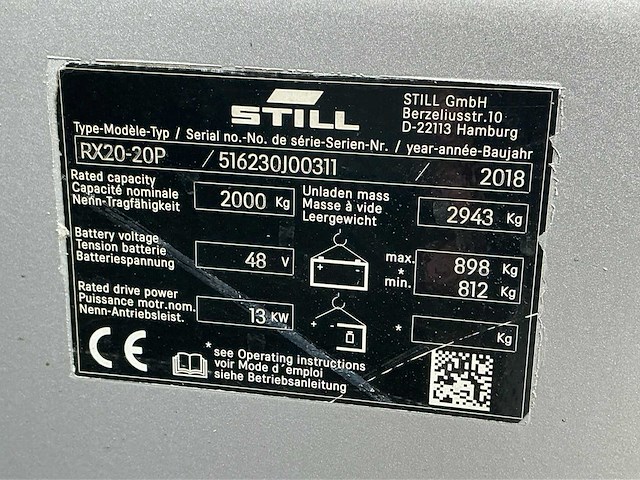 STILL
STILL GmbH
Berzeliusstr.10
D-22113 Hamburg
Type-Modèle-Typ / Serial no.-No. de série-Serien-Nr. / year-année-Baujahr
RX20-20P / 516230J00311 / 2018
Rated capacity
Capacité nominale
Nenn-Tragfähigkeit
2000 Kg
Unladen mass
Masse à vide
Leergewicht
2943 Kg
Battery voltage
Tension batterie
Batteriespannung
48 V
max. 898 Kg
*
min. 812 Kg
Rated drive power
Puissance motr.nom.
Nenn-Antriebsleist.
13 KW
* Kg
CE
* see Operating instructions
voir Mode d'emploi
siehe Betriebsanleitung